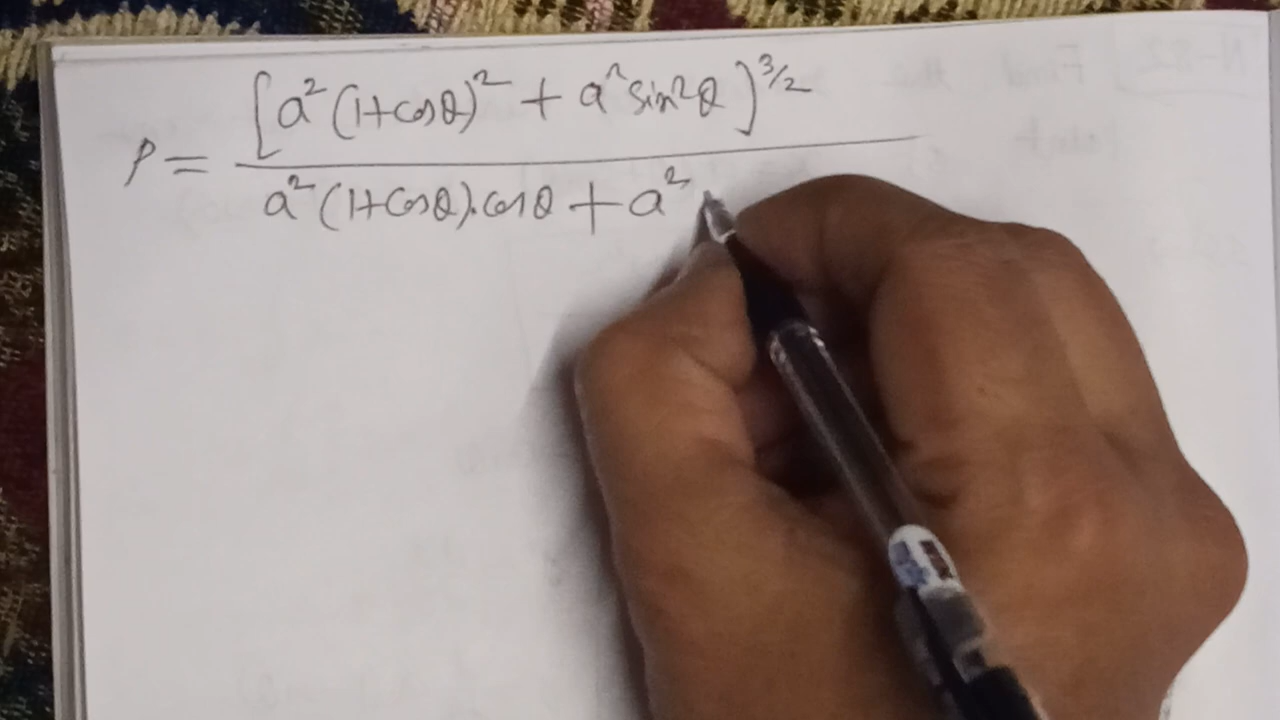 ρ = [a²(1+cosθ)² + a²sin²θ]^3/2
a²(1+cosθ).cosθ + a²